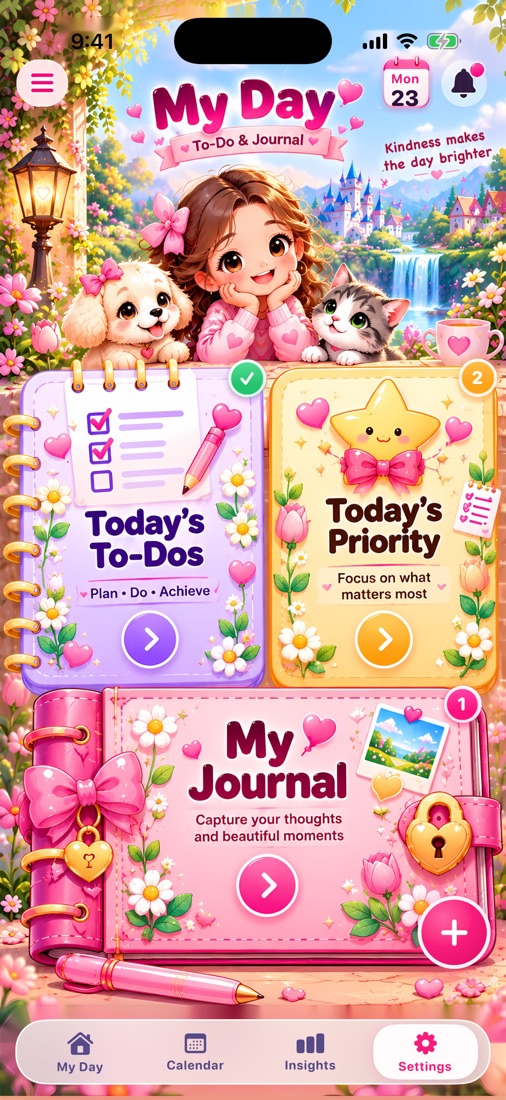 9:41
My Day
To-Do & Journal
Mon
23
Kindness makes
the day brighter
2
Today's
To-Dos
Plan • Do • Achieve
Today's
Priority
Focus on what
matters most
1
My
Journal
Capture your thoughts
and beautiful moments
My Day
Calendar
Insights
Settings